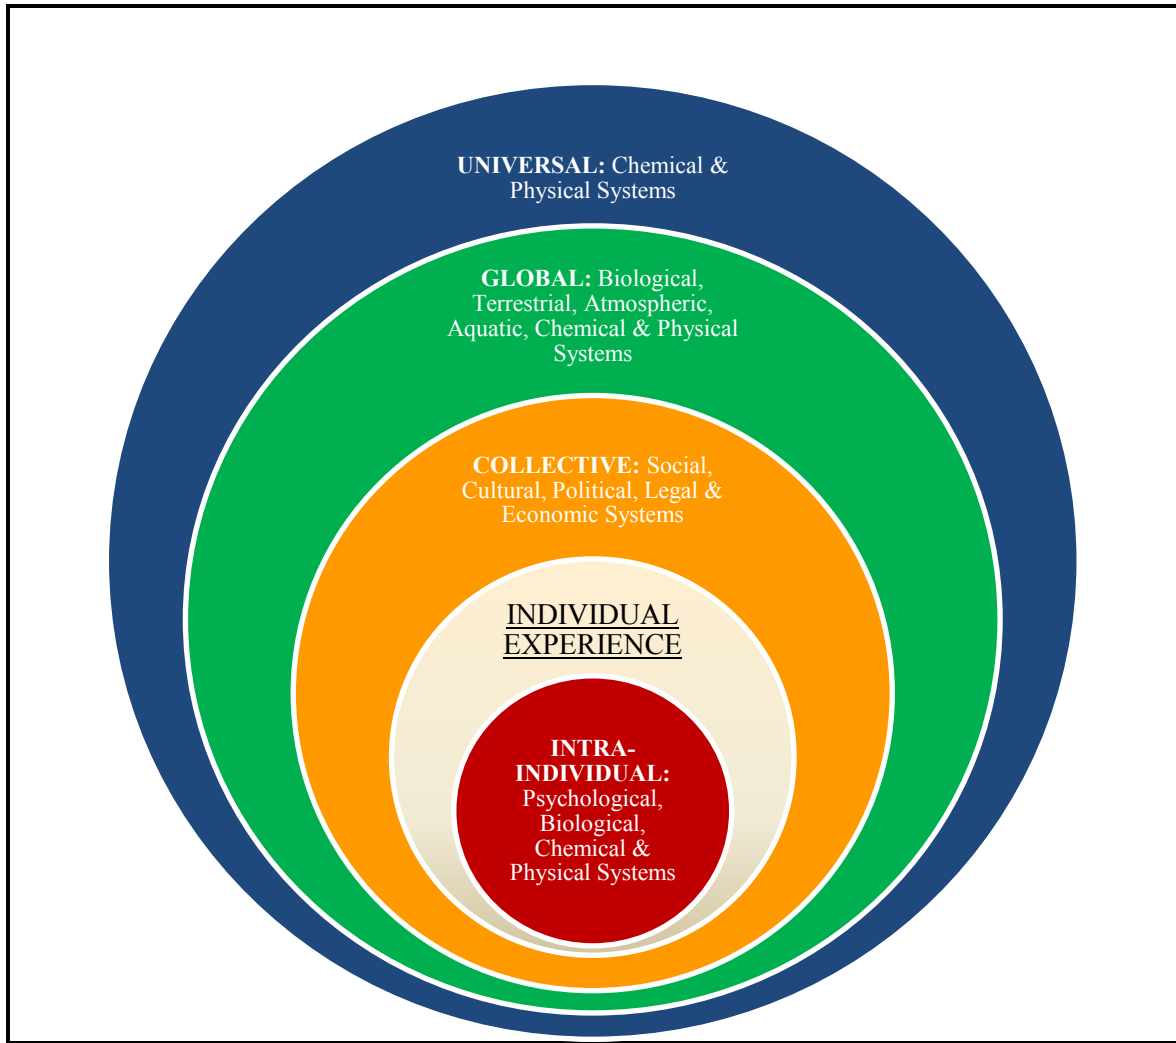 UNIVERSAL: Chemical &
Physical Systems
GLOBAL: Biological,
Terrestrial, Atmospheric,
Aquatic, Chemical & Physical
Systems
COLLECTIVE: Social,
Cultural, Political, Legal &
Economic Systems
INDIVIDUAL
EXPERIENCE
INTRA-
INDIVIDUAL:
Psychological,
Biological,
Chemical &
Physical Systems